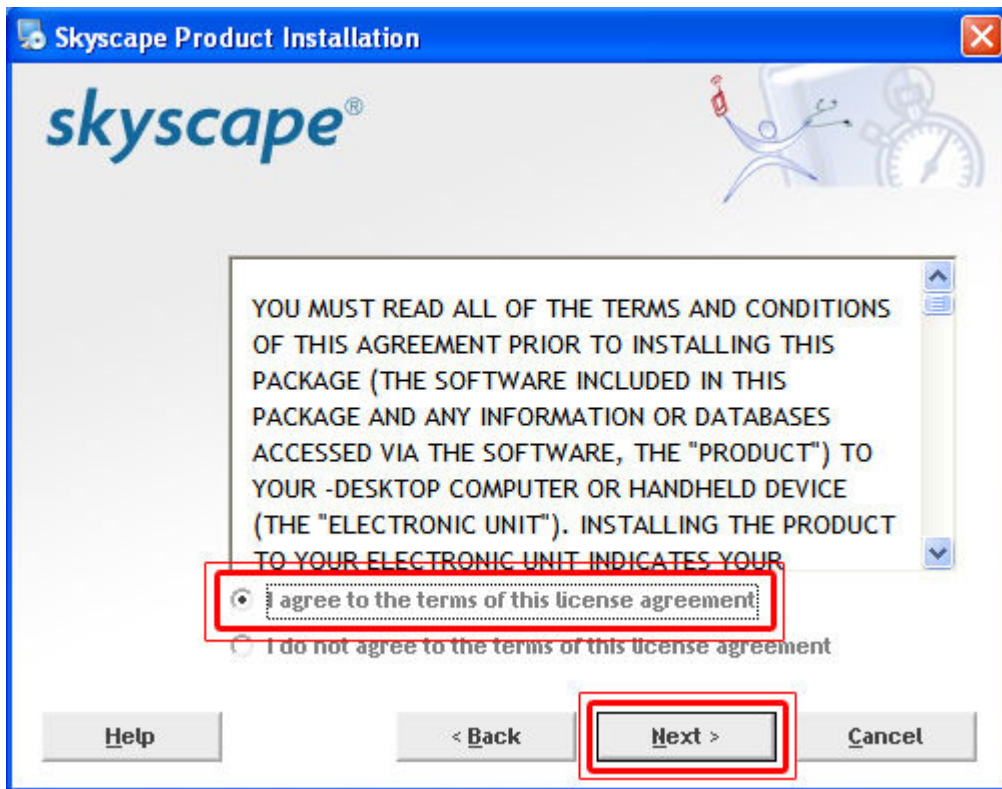 Skyscape Product Installation
skyscape®
YOU MUST READ ALL OF THE TERMS AND CONDITIONS
OF THIS AGREEMENT PRIOR TO INSTALLING THIS
PACKAGE (THE SOFTWARE INCLUDED IN THIS
PACKAGE AND ANY INFORMATION OR DATABASES
ACCESSED VIA THE SOFTWARE, THE "PRODUCT") TO
YOUR -DESKTOP COMPUTER OR HANDHELD DEVICE
(THE "ELECTRONIC UNIT"). INSTALLING THE PRODUCT
TO YOUR ELECTRONIC UNIT INDICATES YOUR
I agree to the terms of this license agreement
I do not agree to the terms of this license agreement
Help < Back Next > Cancel